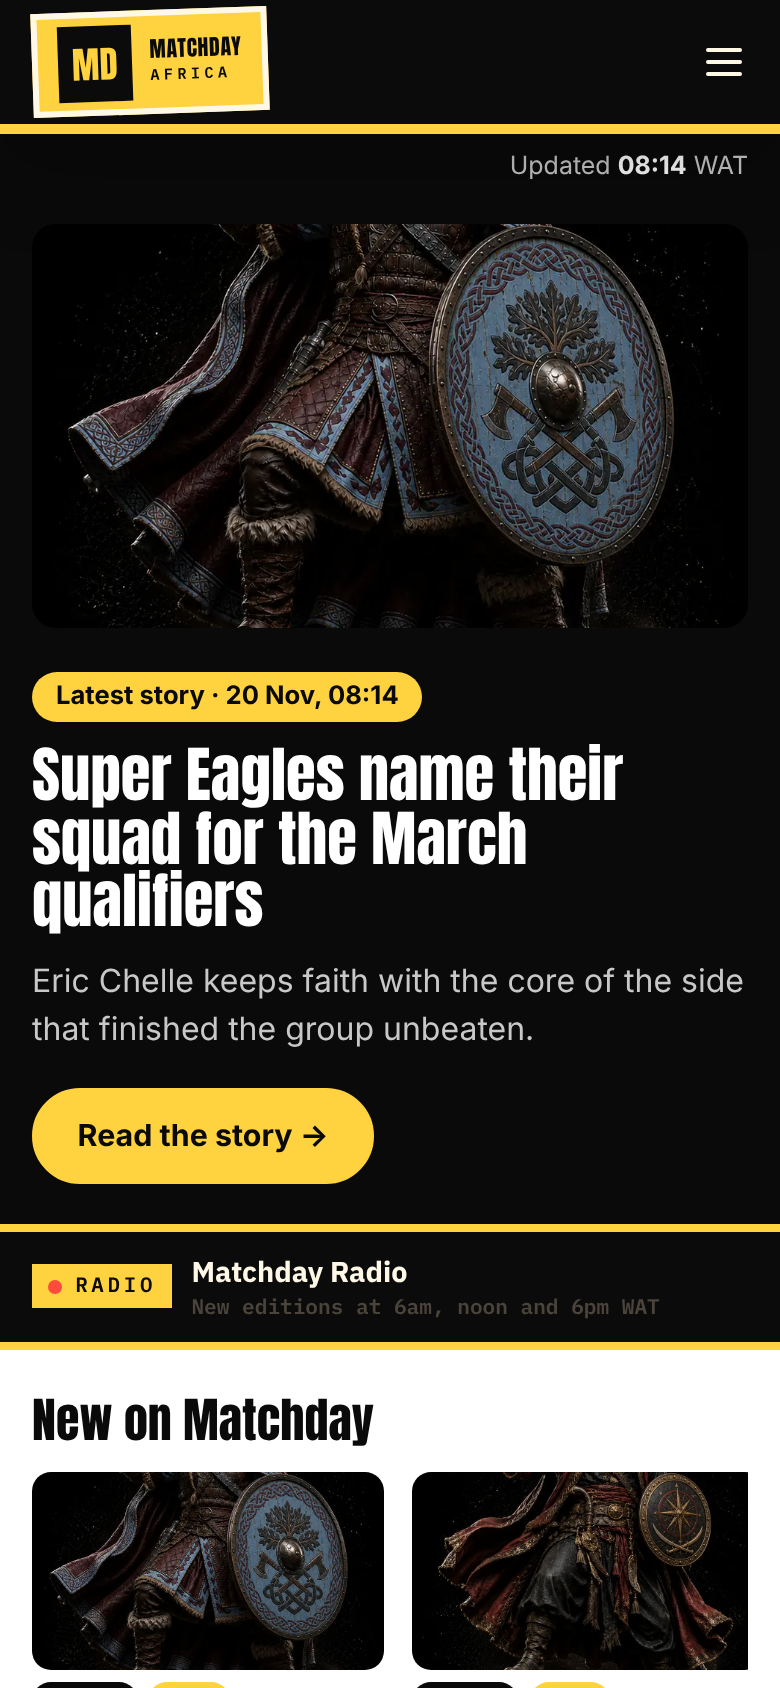 MD
MATCHDAY
AFRICA
Updated 08:14 WAT
Latest story · 20 Nov, 08:14
Super Eagles name their
squad for the March
qualifiers
Eric Chelle keeps faith with the core of the side
that finished the group unbeaten.
Read the story →
RADIO
Matchday Radio
New editions at 6am, noon and 6pm WAT
New on Matchday